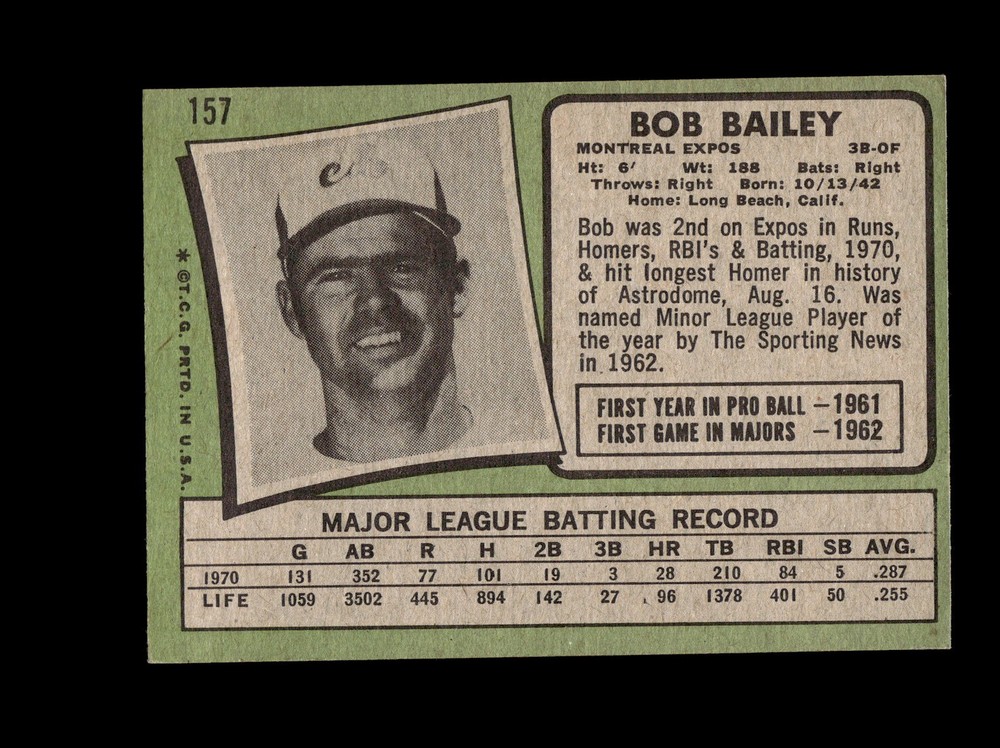 157
BOB BAILEY
MONTREAL EXPOS 3B-OF
Ht: 6' Wt: 188 Bats: Right
Throws: Right Born: 10/13/42
Home: Long Beach, Calif.
Bob was 2nd on Expos in Runs,
Homers, RBI's & Batting, 1970,
& hit longest Homer in history
of Astrodome, Aug. 16. Was
named Minor League Player of
the year by The Sporting News
in 1962.
FIRST YEAR IN PRO BALL — 1961
FIRST GAME IN MAJORS — 1962
* © T.C.G. PRTD. IN U.S.A.
MAJOR LEAGUE BATTING RECORD
G AB R H 2B 3B HR TB RBI SB AVG.
1970 131 352 77 101 19 3 28 210 84 5 .287
LIFE 1059 3502 445 894 142 27 96 1378 401 50 .255